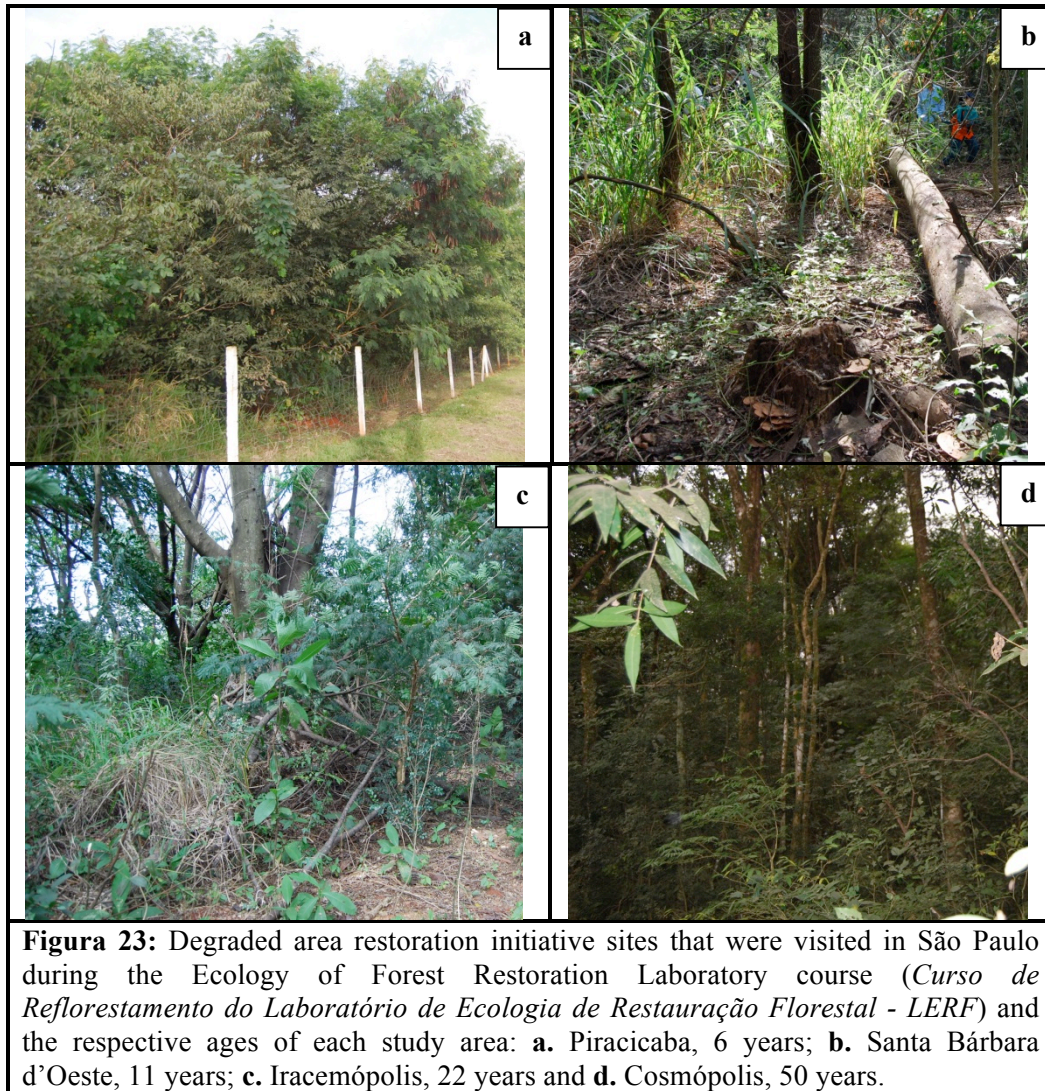 a
b
c
d
Figura 23: Degraded area restoration initiative sites that were visited in São Paulo
during the Ecology of Forest Restoration Laboratory course (Curso de
Reflorestamento do Laboratório de Ecologia de Restauração Florestal - LERF) and
the respective ages of each study area: a. Piracicaba, 6 years; b. Santa Bárbara
d’Oeste, 11 years; c. Iracemópolis, 22 years and d. Cosmópolis, 50 years.